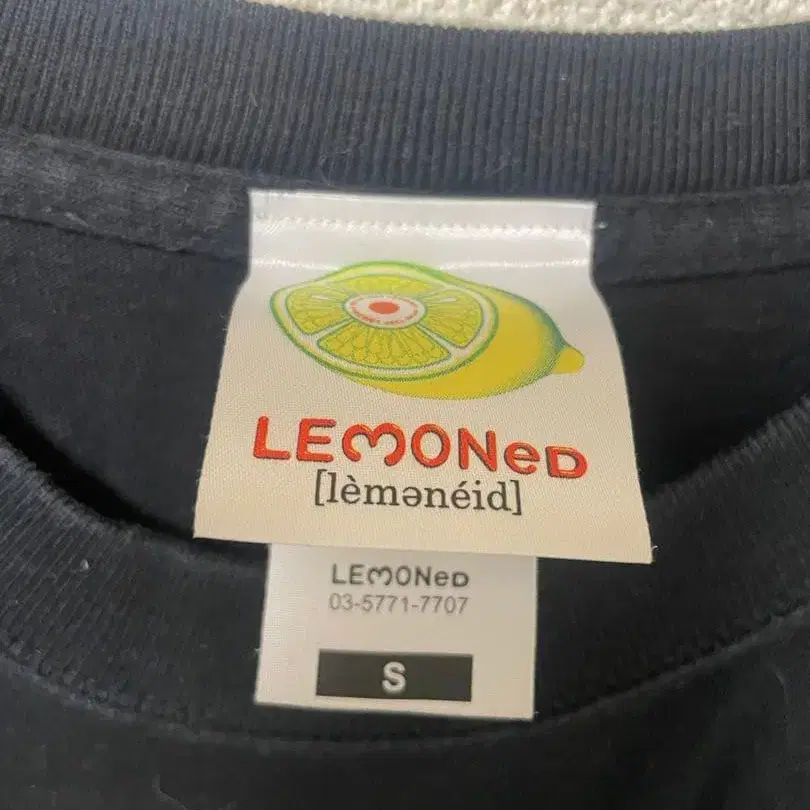 LEMONeD
[lèmənéid]
LEMONeD
03-5771-7707
S